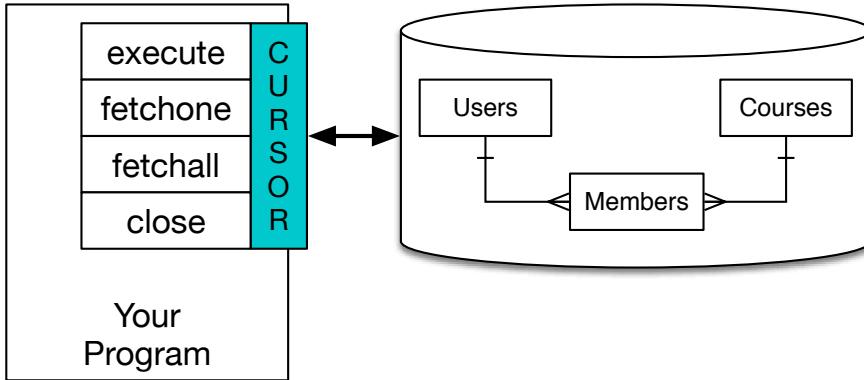 execute
fetchone
fetchall
close
C
U
R
S
O
R
Your
Program
Users
Courses
Members